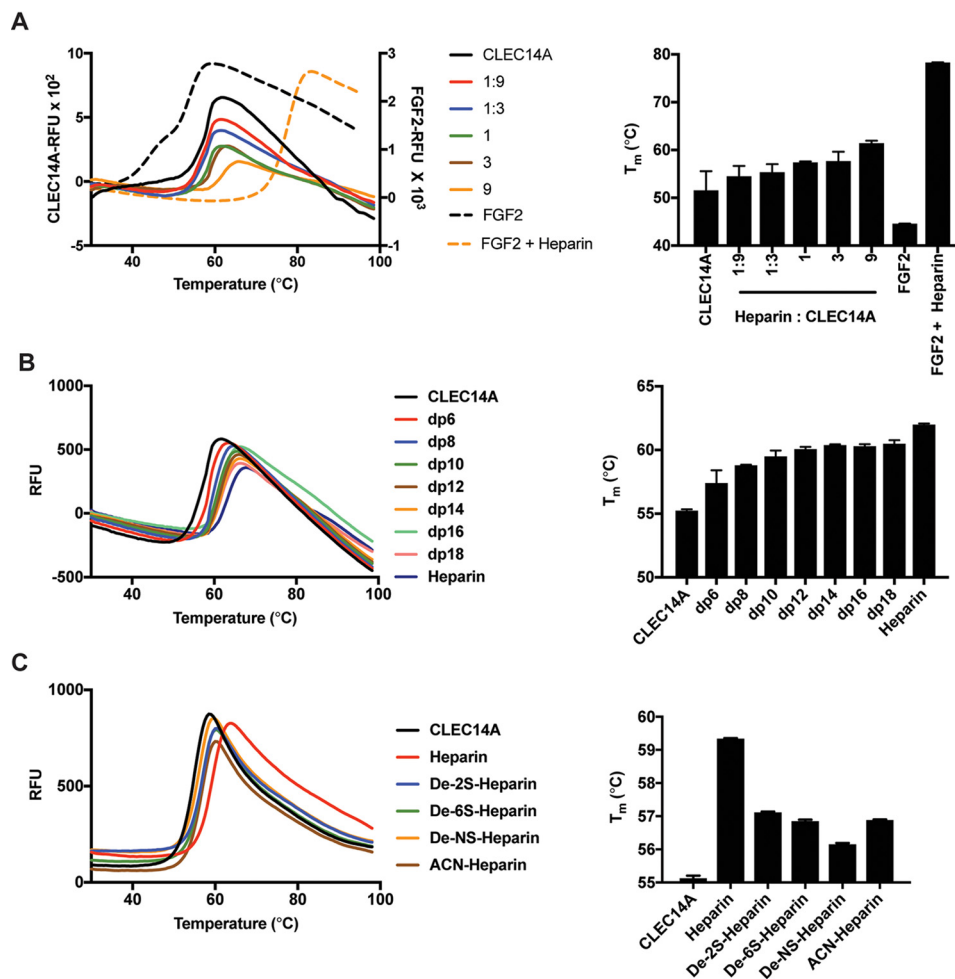 A
CLEC14A-RFU x 10²
10
5
0
-5
40 60 80 100
Temperature (°C)
3
2
1
0
-1
FGF2-RFU X 10³
CLEC14A
1:9
1:3
1
3
9
FGF2
FGF2 + Heparin
Tm (°C)
80
70
60
50
40
CLEC14A
1:9
1:3
1
3
9
FGF2
FGF2 + Heparin
Heparin : CLEC14A
B
RFU
1000
500
0
-500
40 60 80 100
Temperature (°C)
CLEC14A
dp6
dp8
dp10
dp12
dp14
dp16
dp18
Heparin
Tm (°C)
65
60
55
50
CLEC14A
dp6
dp8
dp10
dp12
dp14
dp16
dp18
Heparin
C
RFU
1000
500
0
40 60 80 100
Temperature (°C)
CLEC14A
Heparin
De-2S-Heparin
De-6S-Heparin
De-NS-Heparin
ACN-Heparin
Tm (°C)
60
59
58
57
56
55
CLEC14A
Heparin
De-2S-Heparin
De-6S-Heparin
De-NS-Heparin
ACN-Heparin